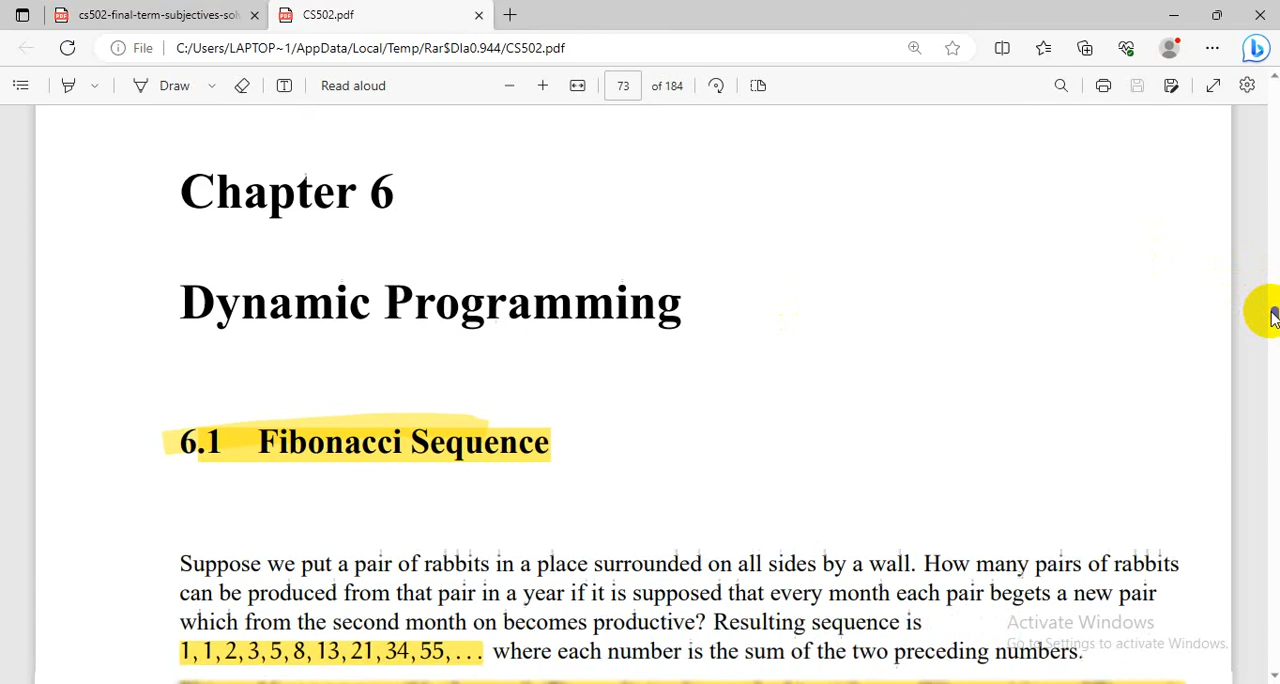 cs502-final-term-subjectives-sol
CS502.pdf
File
C:/Users/LAPTOP~1/AppData/Local/Temp/Rar$DIa0.944/CS502.pdf
Draw
Read aloud
73 of 184
Chapter 6
Dynamic Programming
6.1 Fibonacci Sequence
Suppose we put a pair of rabbits in a place surrounded on all sides by a wall. How many pairs of rabbits
can be produced from that pair in a year if it is supposed that every month each pair begets a new pair
which from the second month on becomes productive? Resulting sequence is
1, 1, 2, 3, 5, 8, 13, 21, 34, 55, . . . where each number is the sum of the two preceding numbers.
Activate Windows
Go to Settings to activate Windows.